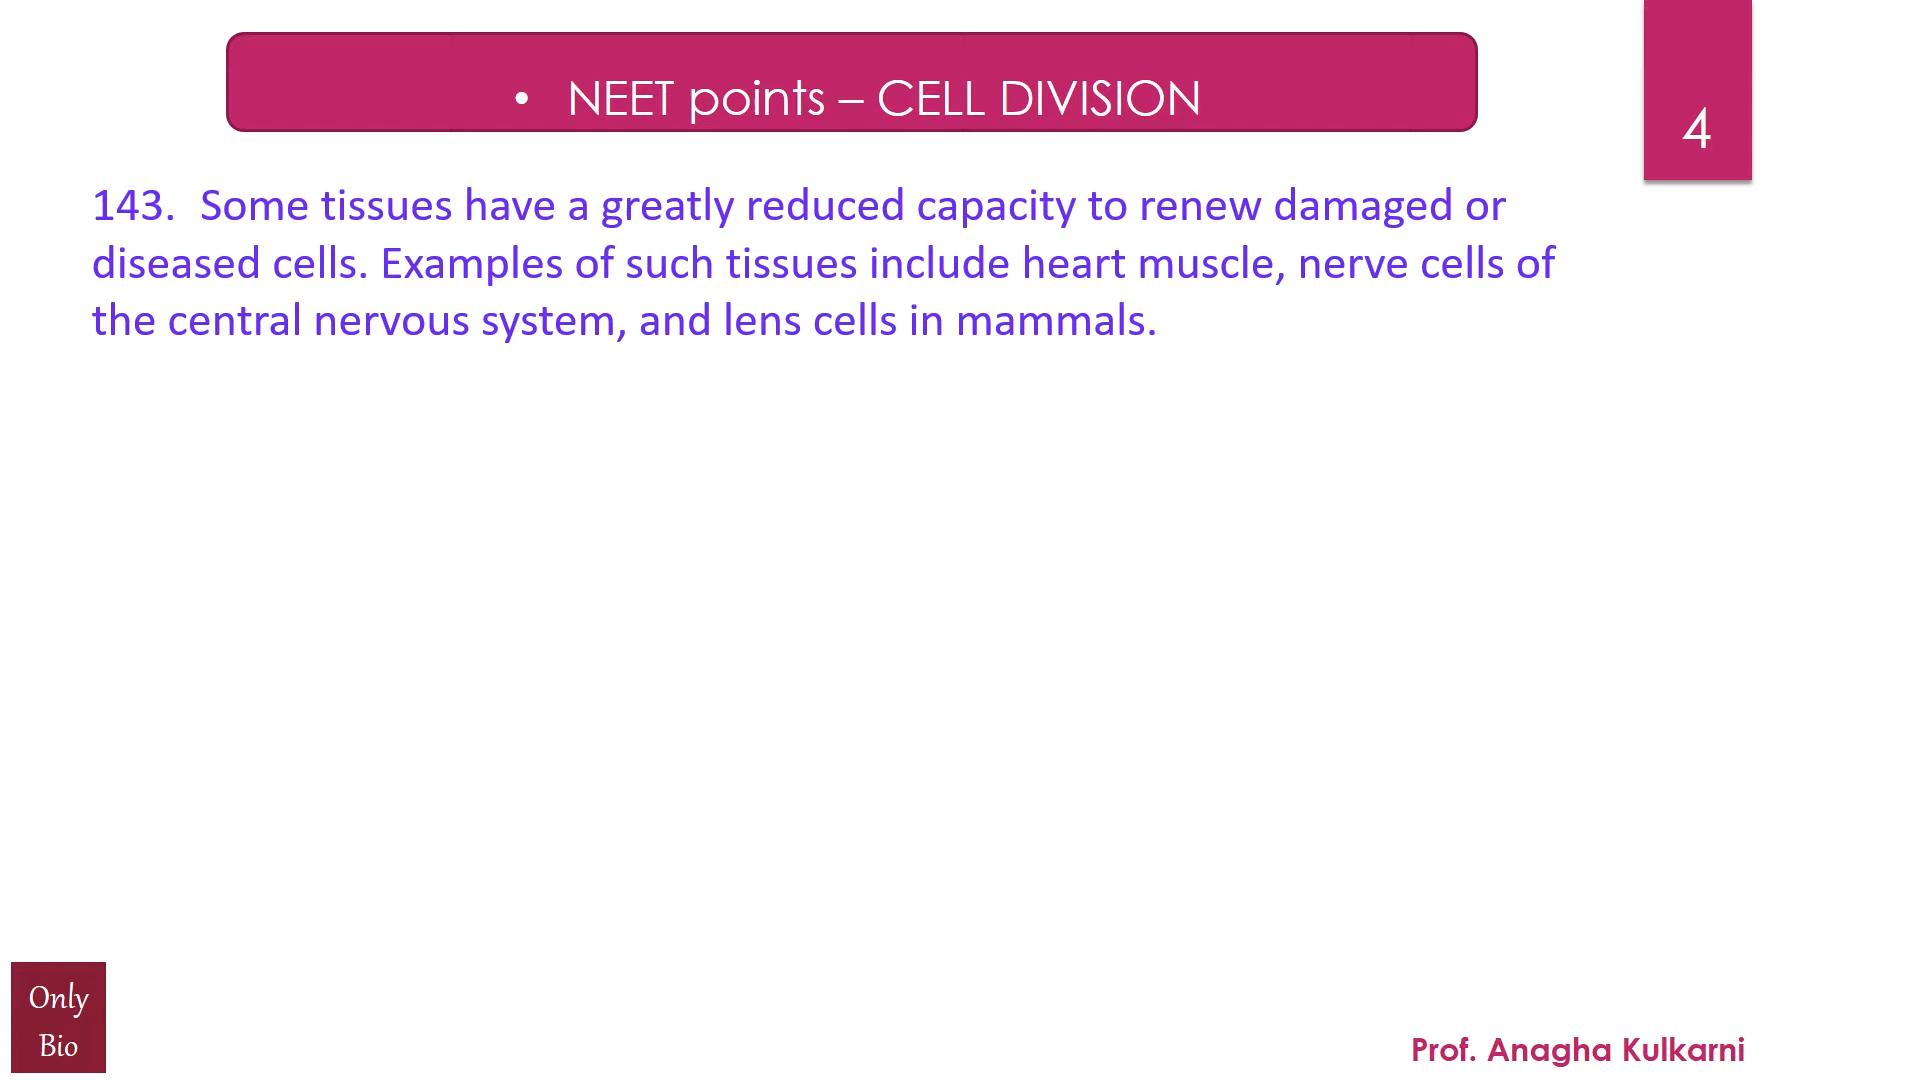 • NEET points – CELL DIVISION
4
143. Some tissues have a greatly reduced capacity to renew damaged or
diseased cells. Examples of such tissues include heart muscle, nerve cells of
the central nervous system, and lens cells in mammals.
Only
Bio
Prof. Anagha Kulkarni